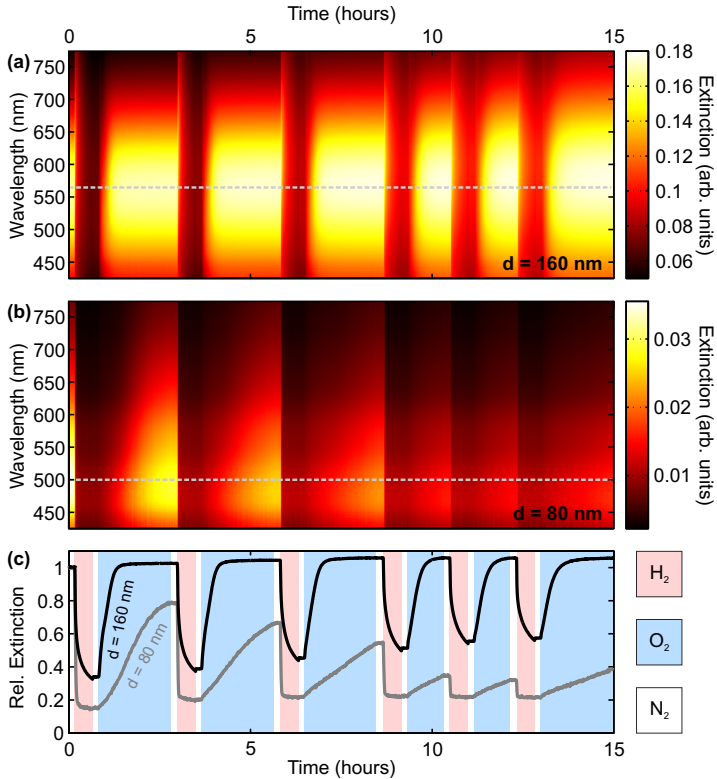 Time (hours)
0 5 10 15
(a)
Wavelength (nm)
750
700
650
600
550
500
450
d = 160 nm
0.18
0.16
0.14
0.12
0.10
0.08
0.06
Extinction (arb. units)
(b)
Wavelength (nm)
750
700
650
600
550
500
450
d = 80 nm
0.03
0.02
0.01
Extinction (arb. units)
(c)
Rel. Extinction
1
0.8
0.6
0.4
0.2
0
d = 160 nm
d = 80 nm
0 5 10 15
Time (hours)
H₂
O₂
N₂